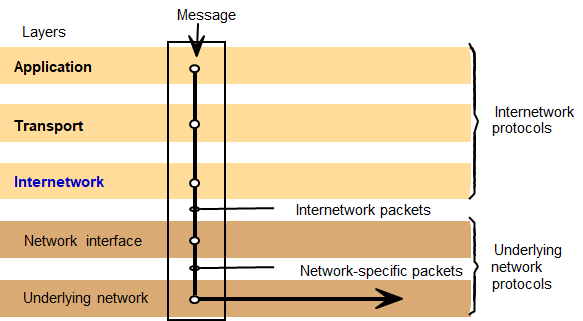 Message
Layers
Application
Transport
Internetwork
protocols
Internetwork
Internetwork packets
Network interface
Underlying
network
protocols
Network-specific packets
Underlying network